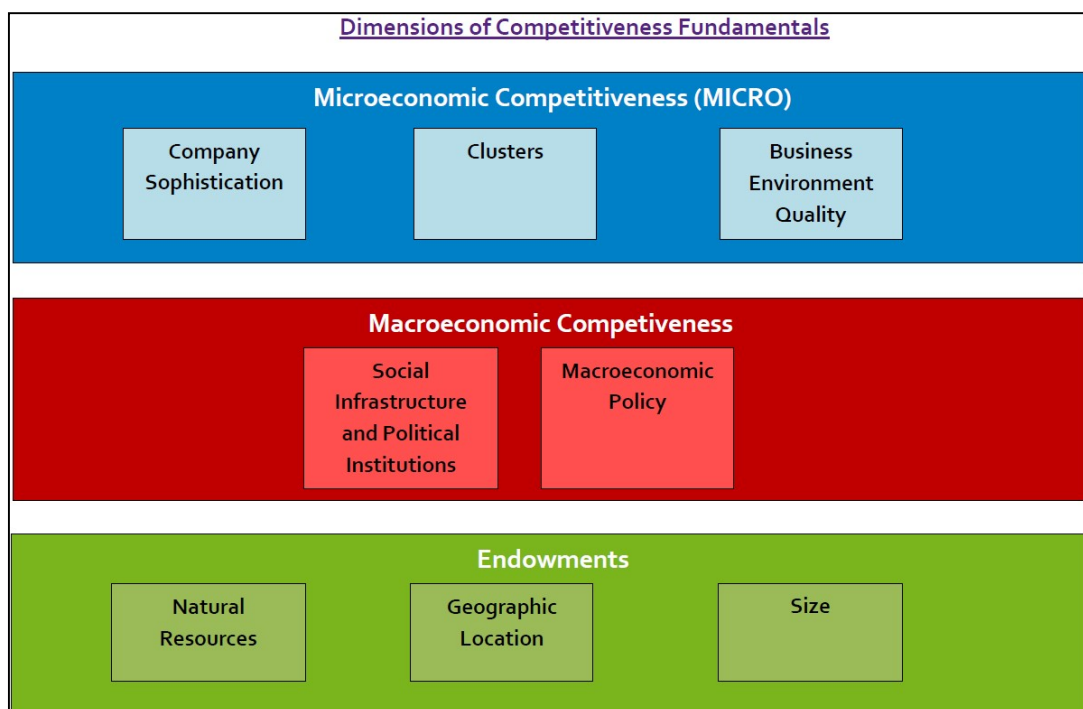 Dimensions of Competitiveness Fundamentals
Microeconomic Competitiveness (MICRO)
Company
Sophistication
Clusters
Business
Environment
Quality
Macroeconomic Competiveness
Social
Infrastructure
and Political
Institutions
Macroeconomic
Policy
Endowments
Natural
Resources
Geographic
Location
Size